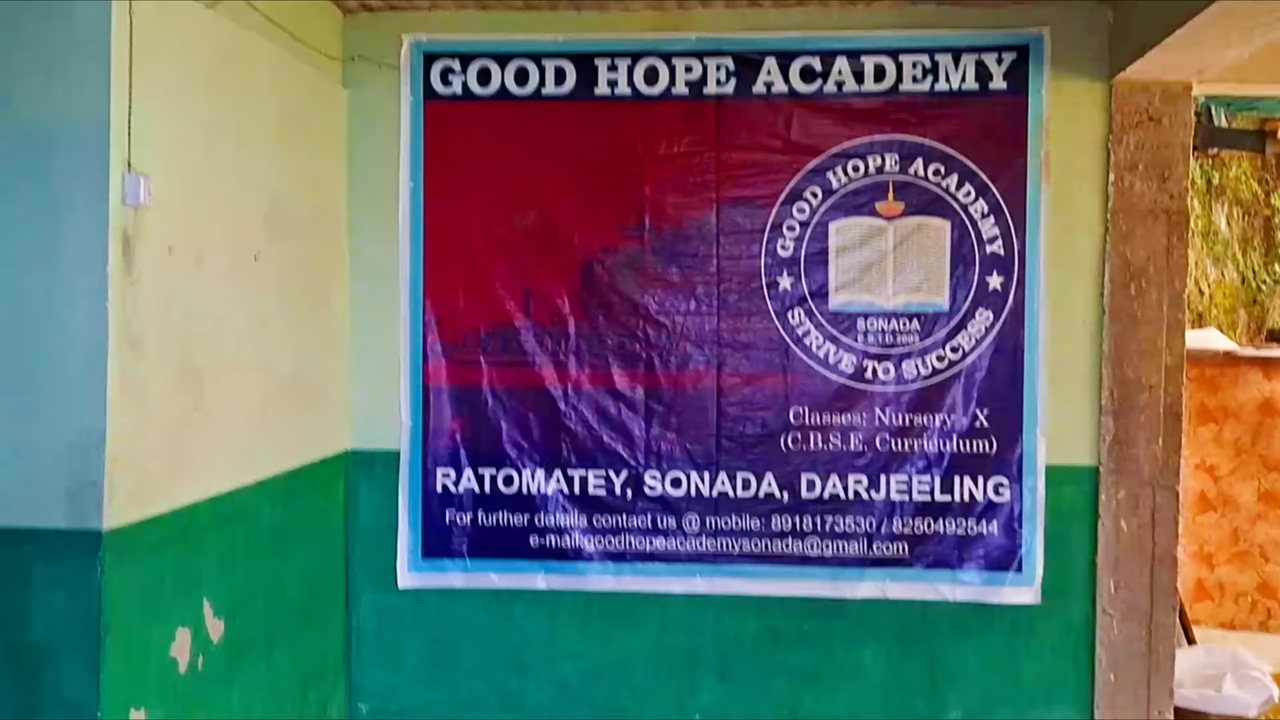 GOOD HOPE ACADEMY
GOOD HOPE ACADEMY
SONADA
STRIVE TO SUCCESS
Classes: Nursery - X
(C.B.S.E. Curriculum)
RATOMATEY, SONADA, DARJEELING
For further details contact us @ mobile: 8918173530 / 8250492544
e-mail:goodhopeacademysonada@gmail.com